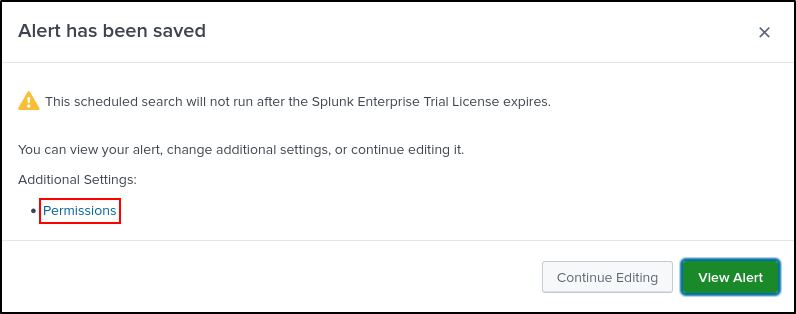 Alert has been saved
This scheduled search will not run after the Splunk Enterprise Trial License expires.
You can view your alert, change additional settings, or continue editing it.
Additional Settings:
• Permissions
Continue Editing
View Alert